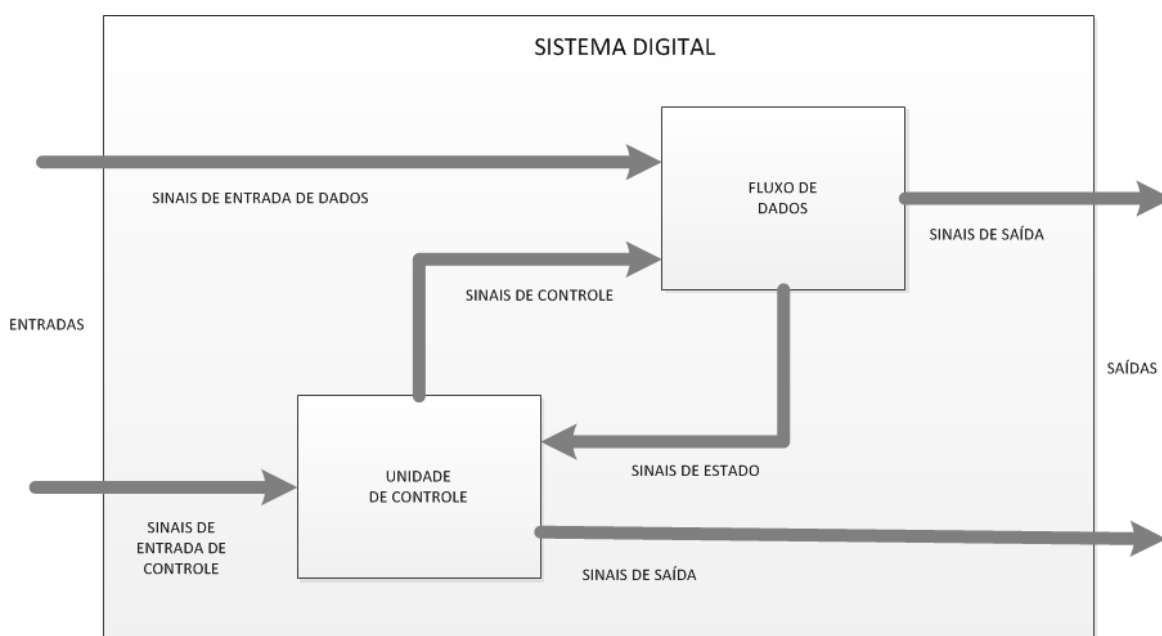 SISTEMA DIGITAL
SINAIS DE ENTRADA DE DADOS
FLUXO DE
DADOS
SINAIS DE SAÍDA
SINAIS DE CONTROLE
ENTRADAS
SAÍDAS
UNIDADE
DE CONTROLE
SINAIS DE ESTADO
SINAIS DE
ENTRADA DE
CONTROLE
SINAIS DE SAÍDA